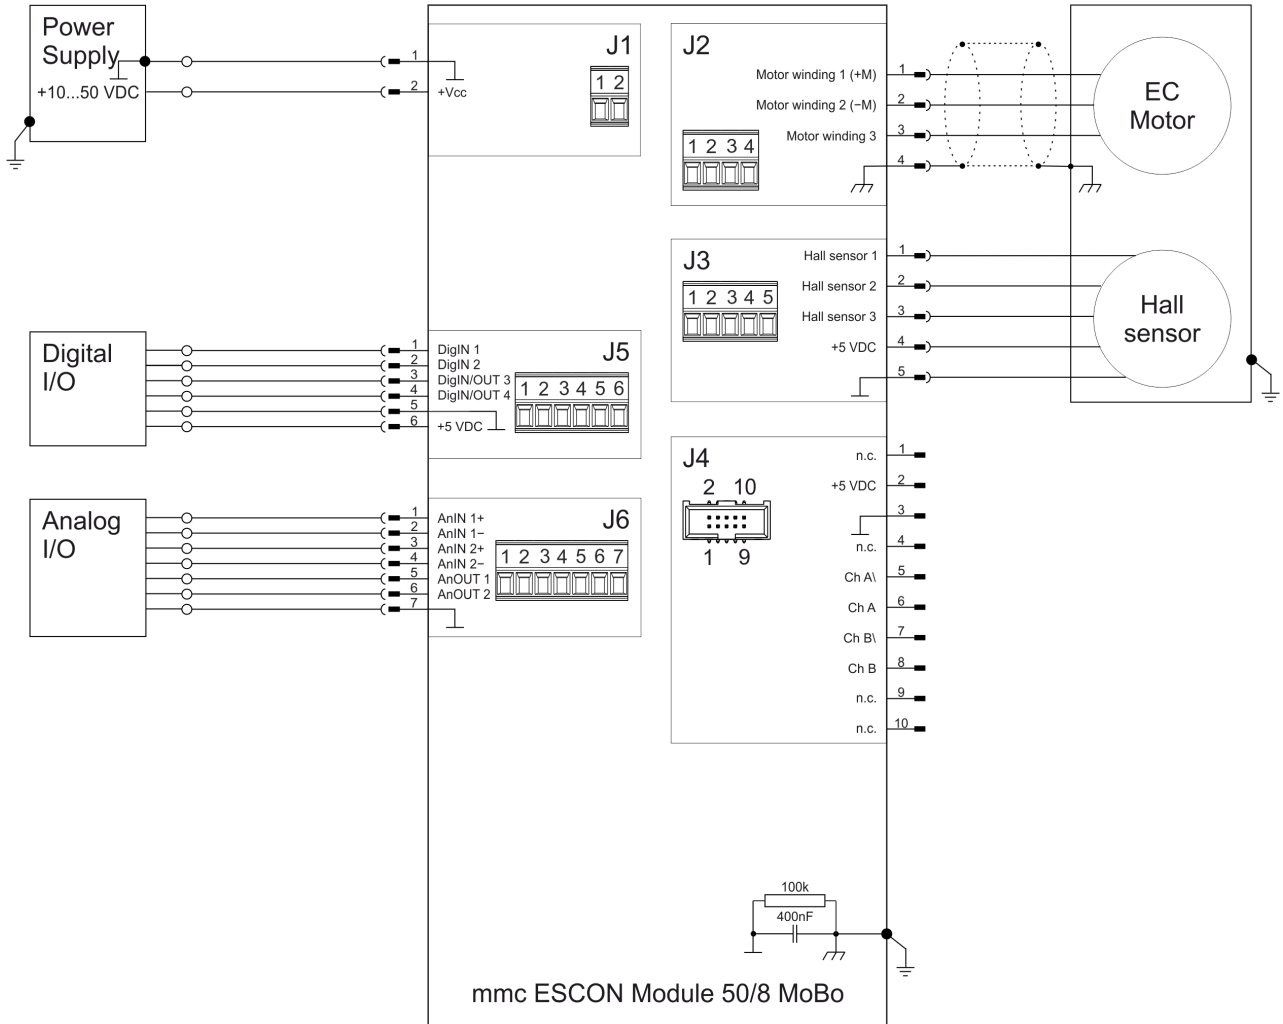 Power
Supply
+10...50 VDC
1
2
+Vcc
J1
1 2
J2
Motor winding 1 (+M)
Motor winding 2 (−M)
Motor winding 3
1 2 3 4
1
2
3
4
EC
Motor
J3
1 2 3 4 5
Hall sensor 1
Hall sensor 2
Hall sensor 3
+5 VDC
1
2
3
4
5
Hall
sensor
Digital
I/O
1
2
3
4
5
6
DigIN 1
DigIN 2
DigIN/OUT 3
DigIN/OUT 4
+5 VDC
J5
1 2 3 4 5 6
J4
2 10
1 9
n.c.
+5 VDC
n.c.
Ch A\
Ch A
Ch B\
Ch B
n.c.
n.c.
1
2
3
4
5
6
7
8
9
10
Analog
I/O
1
2
3
4
5
6
7
AnIN 1+
AnIN 1−
AnIN 2+
AnIN 2−
AnOUT 1
AnOUT 2
J6
1 2 3 4 5 6 7
100k
400nF
mmc ESCON Module 50/8 MoBo